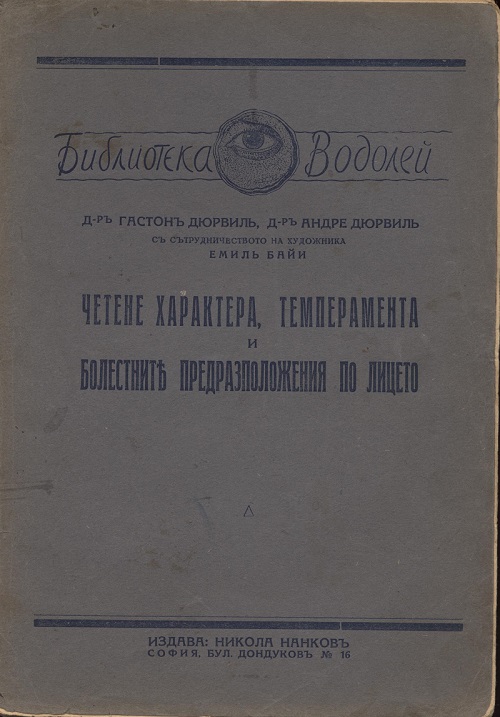 Библиотека Водолей
Д-РЪ ГАСТОНЪ ДЮРВИЛЬ, Д-РЪ АНДРЕ ДЮРВИЛЬ
СЪ СЪТРУДНИЧЕСТВОТО НА ХУДОЖНИКА
ЕМИЛЬ БАЙИ
ЧЕТЕНЕ ХАРАКТЕРА, ТЕМПЕРАМЕНТА
И
БОЛЕСТНИТѢ ПРЕДРАЗПОЛОЖЕНИЯ ПО ЛИЦЕТО
ИЗДАВА: НИКОЛА НАНКОВЪ
СОФИЯ, БУЛ. ДОНДУКОВЪ № 16